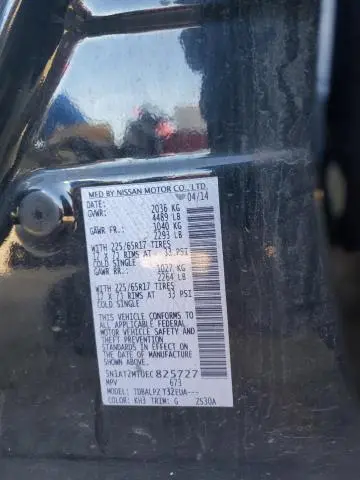 MFD BY NISSAN MOTOR CO., LTD.
DATE: 04/14
GVWR: 2036 KG
4489 LB
GAWR FR.: 1040 KG
2293 LB
WITH 225/65R17 TIRES
17 X 7J RIMS AT 33 PSI
COLD SINGLE
GAWR RR.: 1027 KG
2264 LB
WITH 225/65R17 TIRES
17 X 7J RIMS AT 33 PSI
COLD SINGLE
THIS VEHICLE CONFORMS TO
ALL APPLICABLE FEDERAL
MOTOR VEHICLE SAFETY AND
THEFT PREVENTION
STANDARDS IN EFFECT ON
THE DATE OF MANUFACTURE
SHOWN ABOVE.
825727
MPV 673
MODEL: TDBALPZ T32EUA---
COLOR: KH3 TRIM: G ZS30A